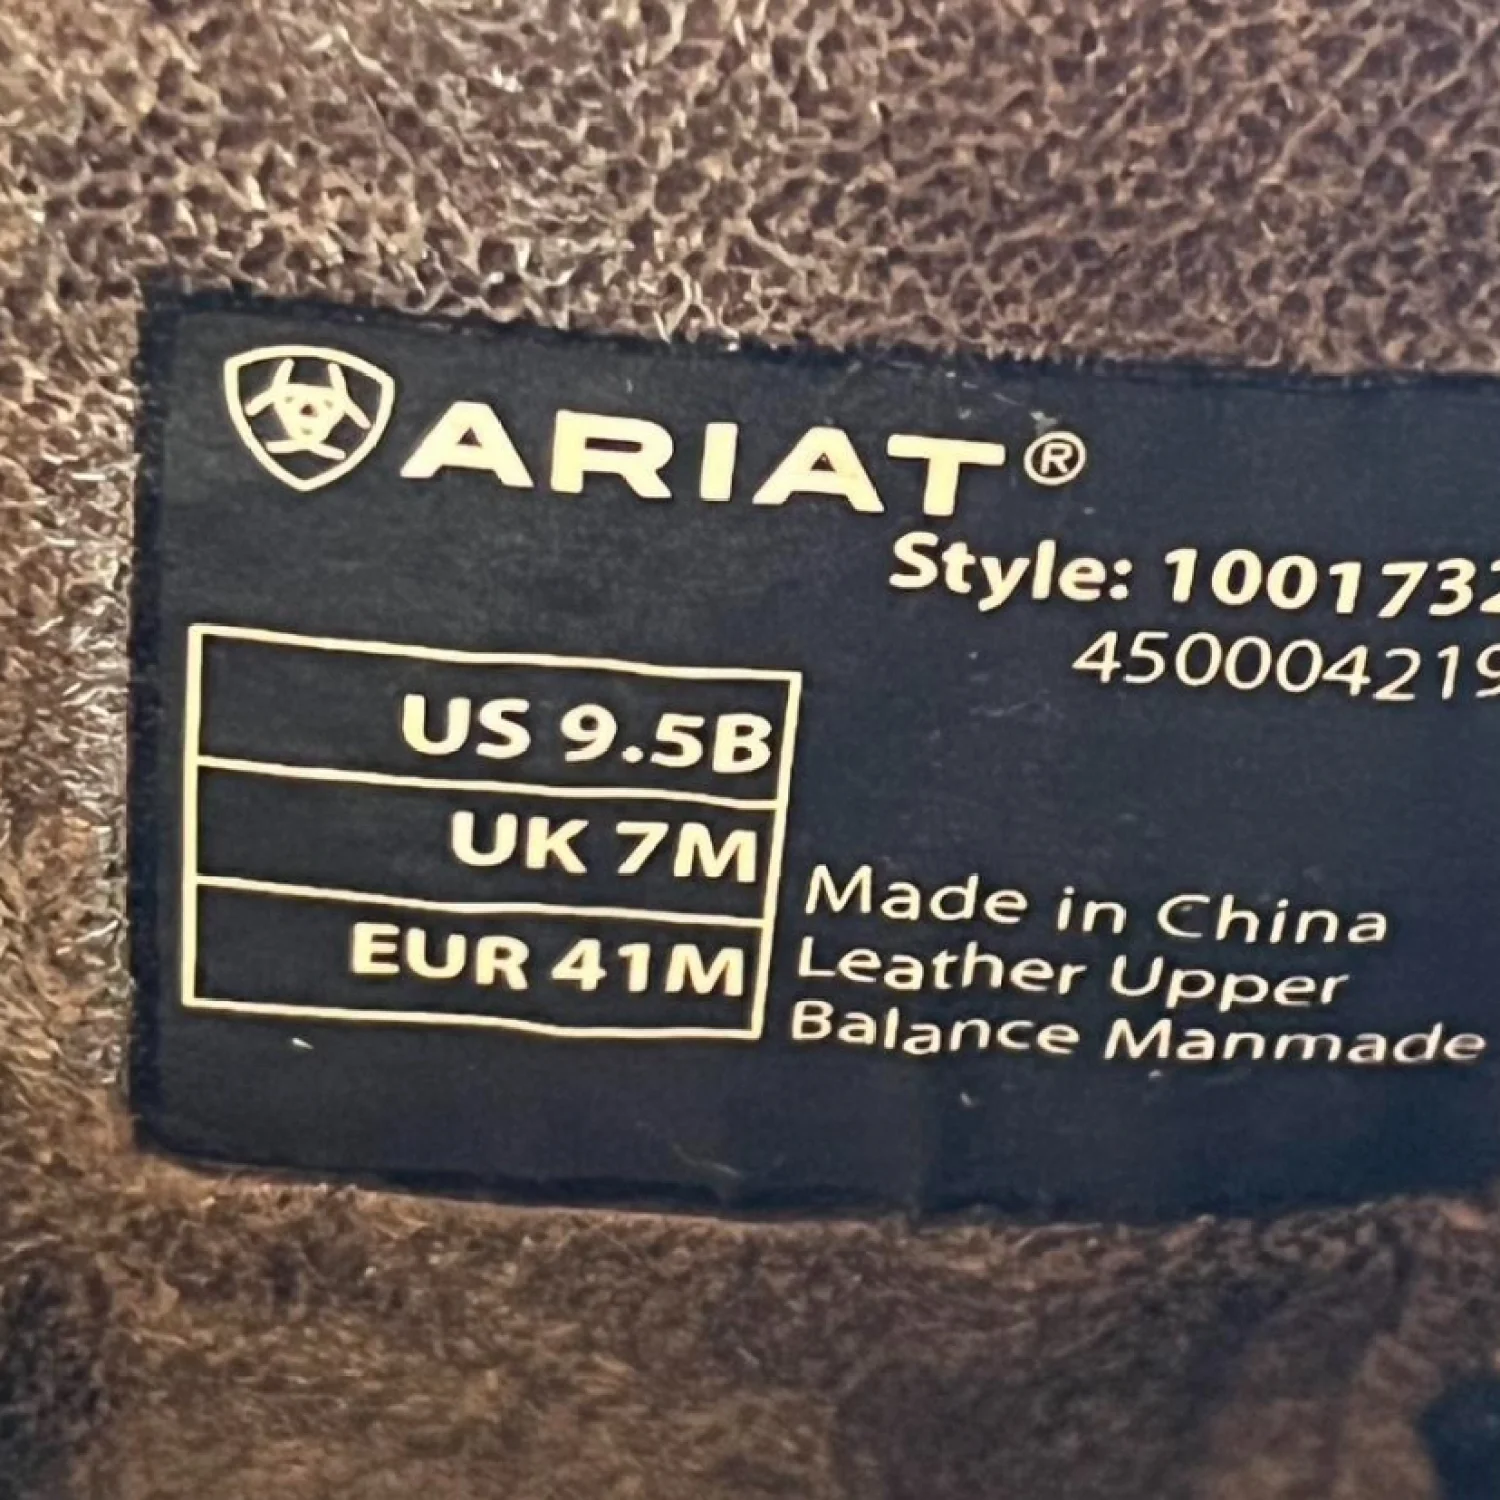 ARIAT®
Style: 1001732
450004219
US 9.5B
UK 7M
EUR 41M
Made in China
Leather Upper
Balance Manmade